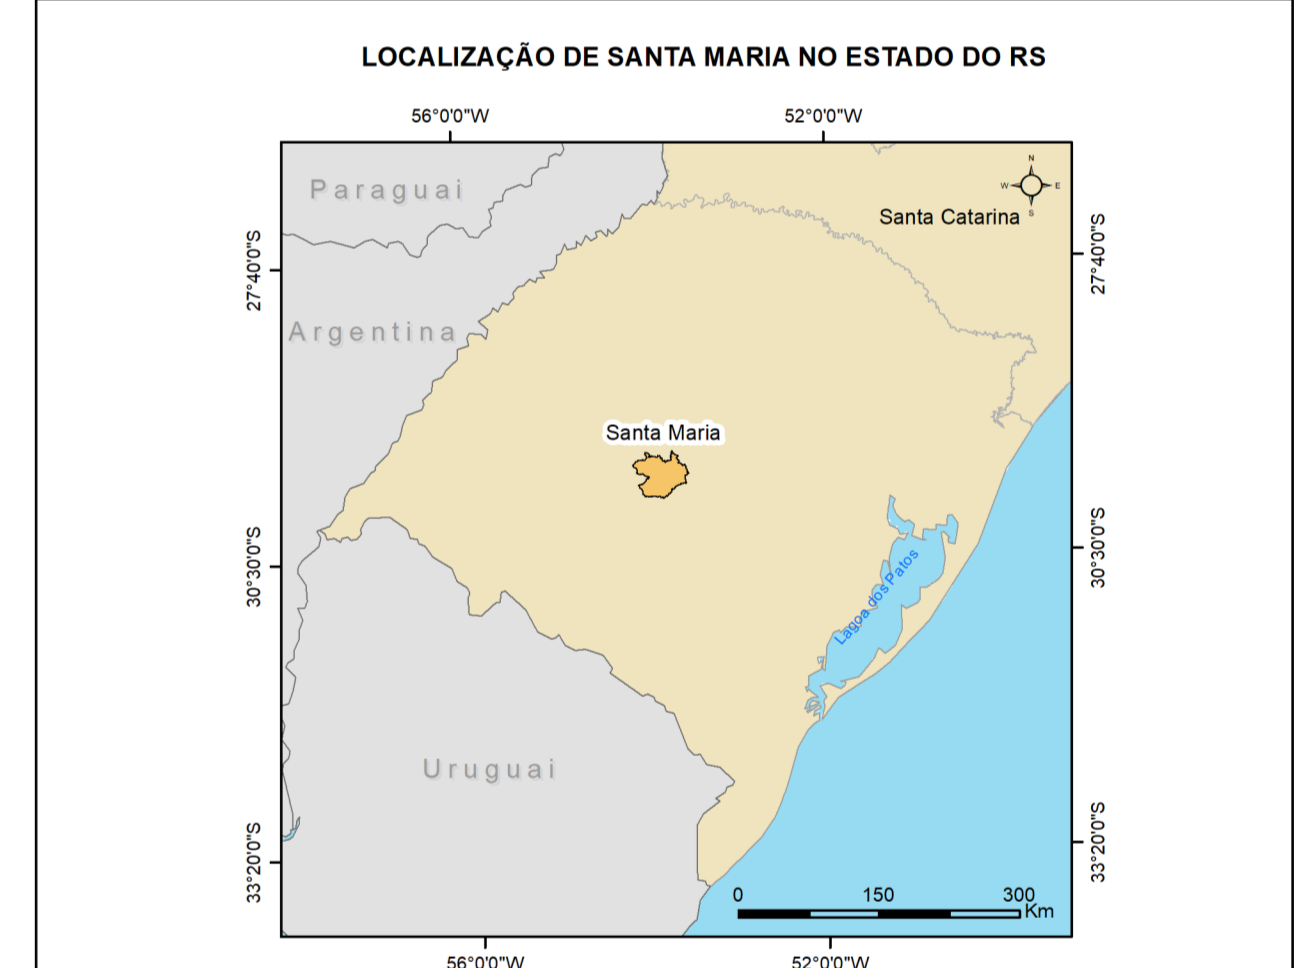 LOCALIZAÇÃO DE SANTA MARIA NO ESTADO DO RS
56°0'0"W 52°0'0"W
N
W E
S
Paraguai
Santa Catarina
27°40'0"S 27°40'0"S
Argentina
Santa Maria
30°30'0"S 30°30'0"S
Lagoa dos Patos
Uruguai
33°20'0"S 33°20'0"S
0 150 300
Km
56°0'0"W 52°0'0"W